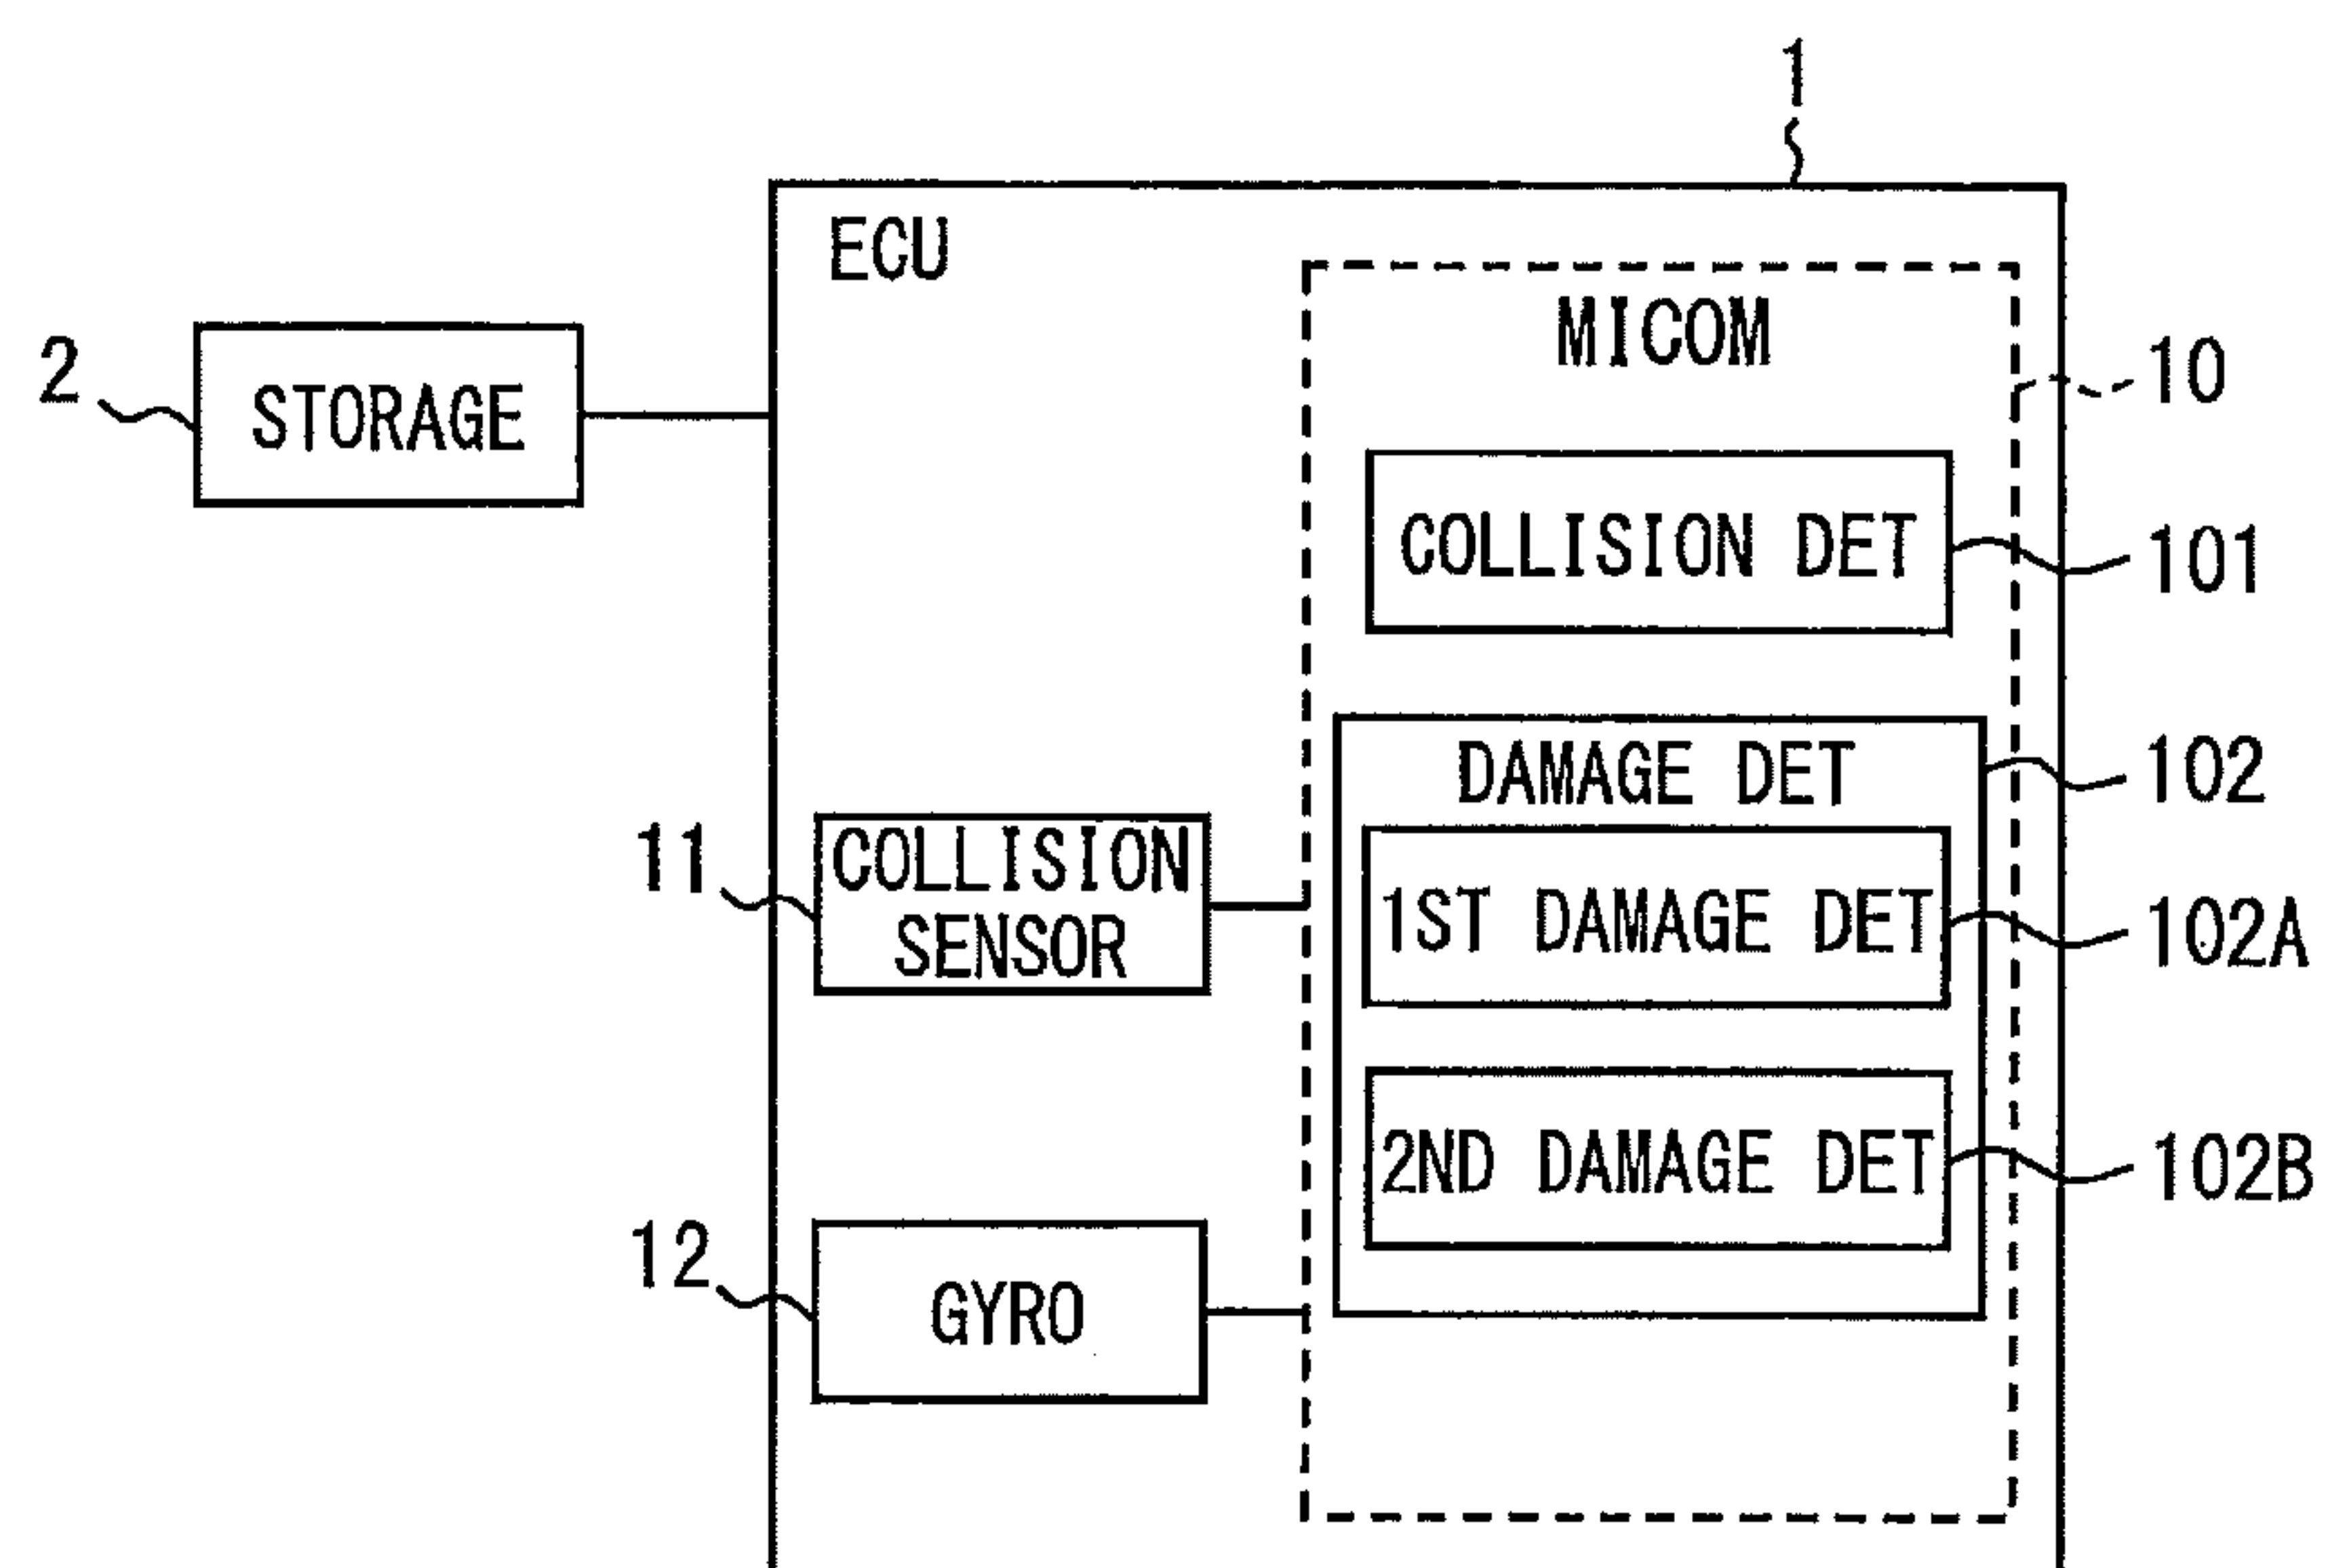 1
ECU
MICOM
2
STORAGE
10
COLLISION DET
101
DAMAGE DET
102
11
COLLISION
SENSOR
1ST DAMAGE DET
102A
2ND DAMAGE DET
102B
12
GYRO